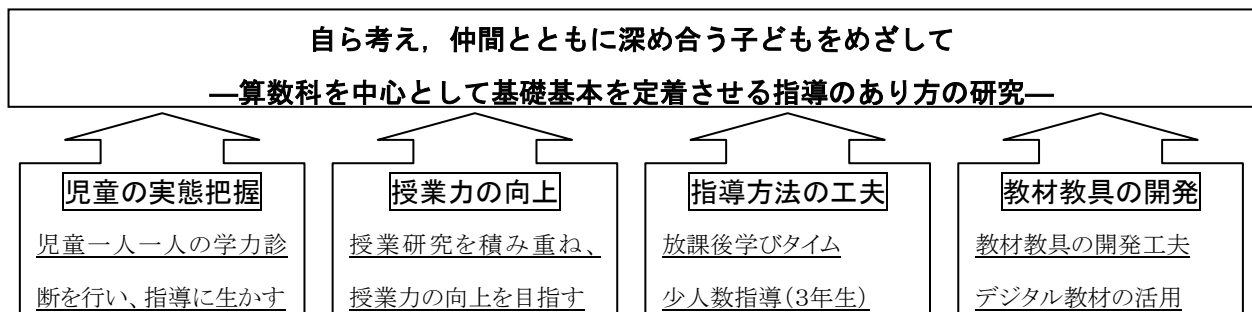 自ら考え，仲間とともに深め合う子どもをめざして
―算数科を中心として基礎基本を定着させる指導のあり方の研究―
児童の実態把握
児童一人一人の学力診
断を行い、指導に生かす
授業力の向上
授業研究を積み重ね、
授業力の向上を目指す
指導方法の工夫
放課後学びタイム
少人数指導（3年生）
教材教具の開発
教材教具の開発工夫
デジタル教材の活用